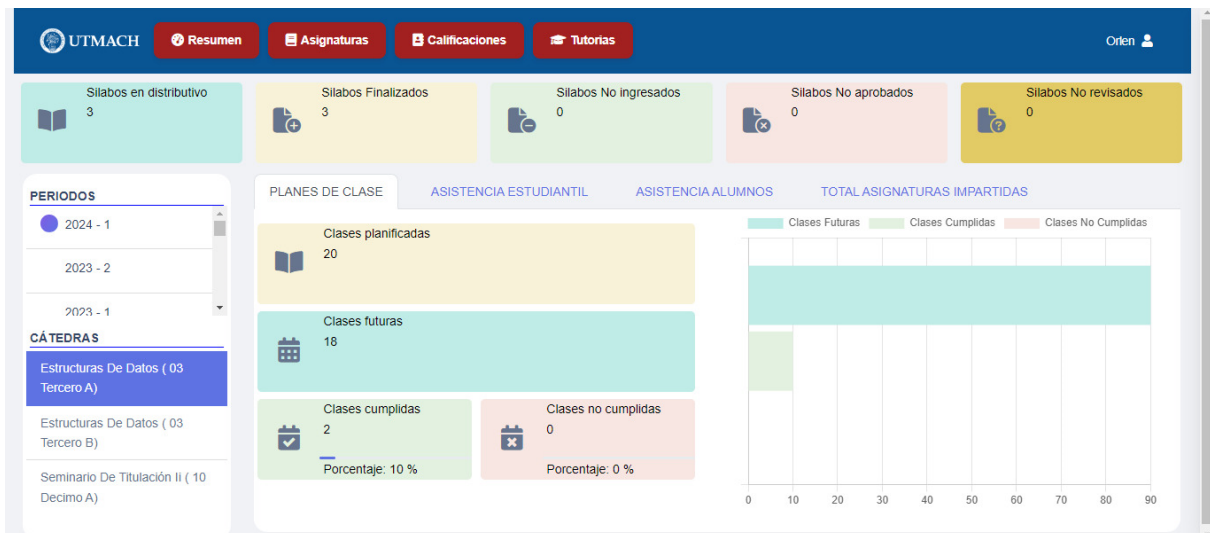 UTMACH
Resumen
Asignaturas
Calificaciones
Tutorias
Orlen
Silabos en distributivo
3
Silabos Finalizados
3
Silabos No ingresados
0
Silabos No aprobados
0
Silabos No revisados
0
PERIODOS
2024 - 1
2023 - 2
2023 - 1
CÁTEDRAS
Estructuras De Datos ( 03
Tercero A)
Estructuras De Datos ( 03
Tercero B)
Seminario De Titulación Ii ( 10
Decimo A)
PLANES DE CLASE
ASISTENCIA ESTUDIANTIL
ASISTENCIA ALUMNOS
TOTAL ASIGNATURAS IMPARTIDAS
Clases planificadas
20
Clases futuras
18
Clases cumplidas
2
Porcentaje: 10 %
Clases no cumplidas
0
Porcentaje: 0 %
Clases Futuras
Clases Cumplidas
Clases No Cumplidas
0 10 20 30 40 50 60 70 80 90